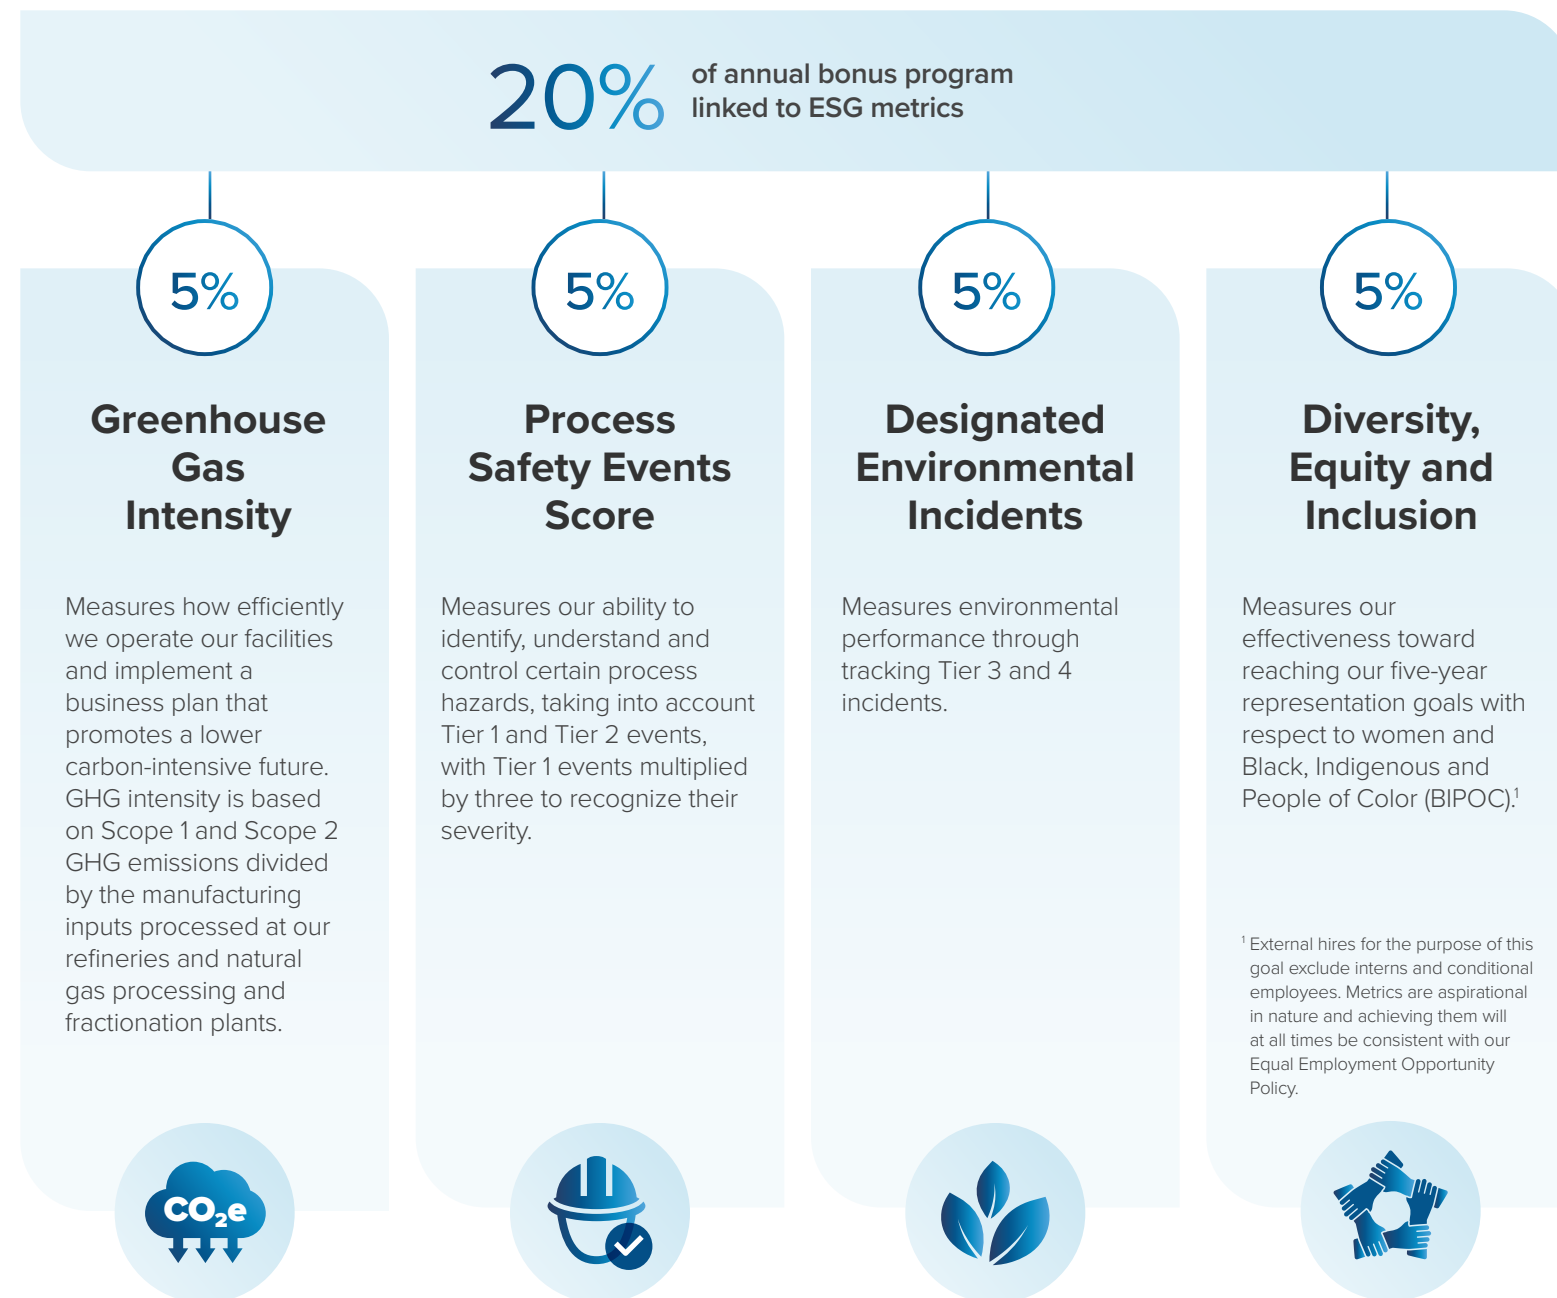 20%
of annual bonus program
linked to ESG metrics
5%
Greenhouse
Gas
Intensity
Measures how efficiently
we operate our facilities
and implement a
business plan that
promotes a lower
carbon-intensive future.
GHG intensity is based
on Scope 1 and Scope 2
GHG emissions divided
by the manufacturing
inputs processed at our
refineries and natural
gas processing and
fractionation plants.
CO₂e
5%
Process
Safety Events
Score
Measures our ability to
identify, understand and
control certain process
hazards, taking into account
Tier 1 and Tier 2 events,
with Tier 1 events multiplied
by three to recognize their
severity.
5%
Designated
Environmental
Incidents
Measures environmental
performance through
tracking Tier 3 and 4
incidents.
5%
Diversity,
Equity and
Inclusion
Measures our
effectiveness toward
reaching our five-year
representation goals with
respect to women and
Black, Indigenous and
People of Color (BIPOC).¹
¹ External hires for the purpose of this
goal exclude interns and conditional
employees. Metrics are aspirational
in nature and achieving them will
at all times be consistent with our
Equal Employment Opportunity
Policy.